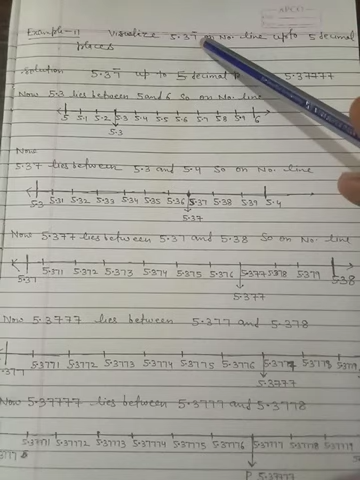 Example-11 Visualize 5.37̅ on No. line upto 5 decimal
places
Solution 5.37̅ up to 5 decimal P 5.37777
Now 5.3 lies between 5 and 6 So on No. line
5 5.1 5.2 5.3 5.4 5.5 5.6 5.7 5.8 5.9 6
5.3
Now
5.37 lies between 5.3 and 5.4 So on No. line
5.3 5.31 5.32 5.33 5.34 5.35 5.36 5.37 5.38 5.39 5.4
5.37
Now 5.377 lies between 5.37 and 5.38 So on No. line
5.37 5.371 5.372 5.373 5.374 5.375 5.376 5.377 5.378 5.379 5.38
5.377
Now 5.37777 lies between 5.377 and 5.378
5.377 5.3771 5.3772 5.3773 5.3774 5.3775 5.3776 5.3777 5.3778 5.3779
5.37777
Now 5.37777 lies between 5.3777 and 5.3778
5.37771 5.37772 5.37773 5.37774 5.37775 5.37776 5.37777 5.37778 5.37779
P 5.37777